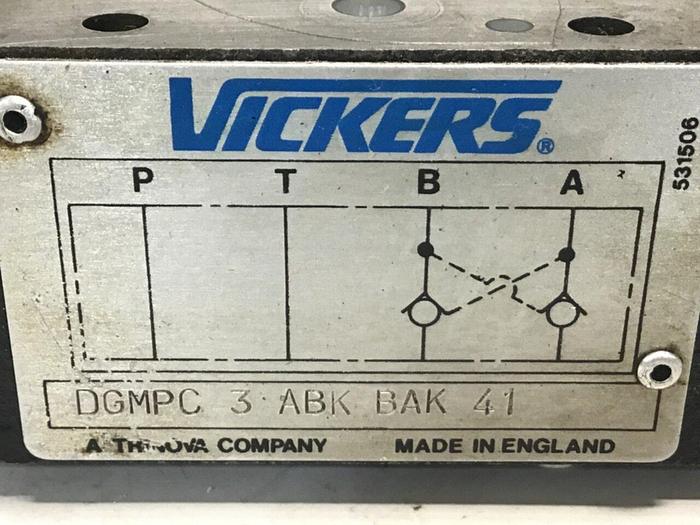 VICKERS®
531506
P T B A
DGMPC 3 ABK BAK 41
A TRINOVA COMPANY MADE IN ENGLAND